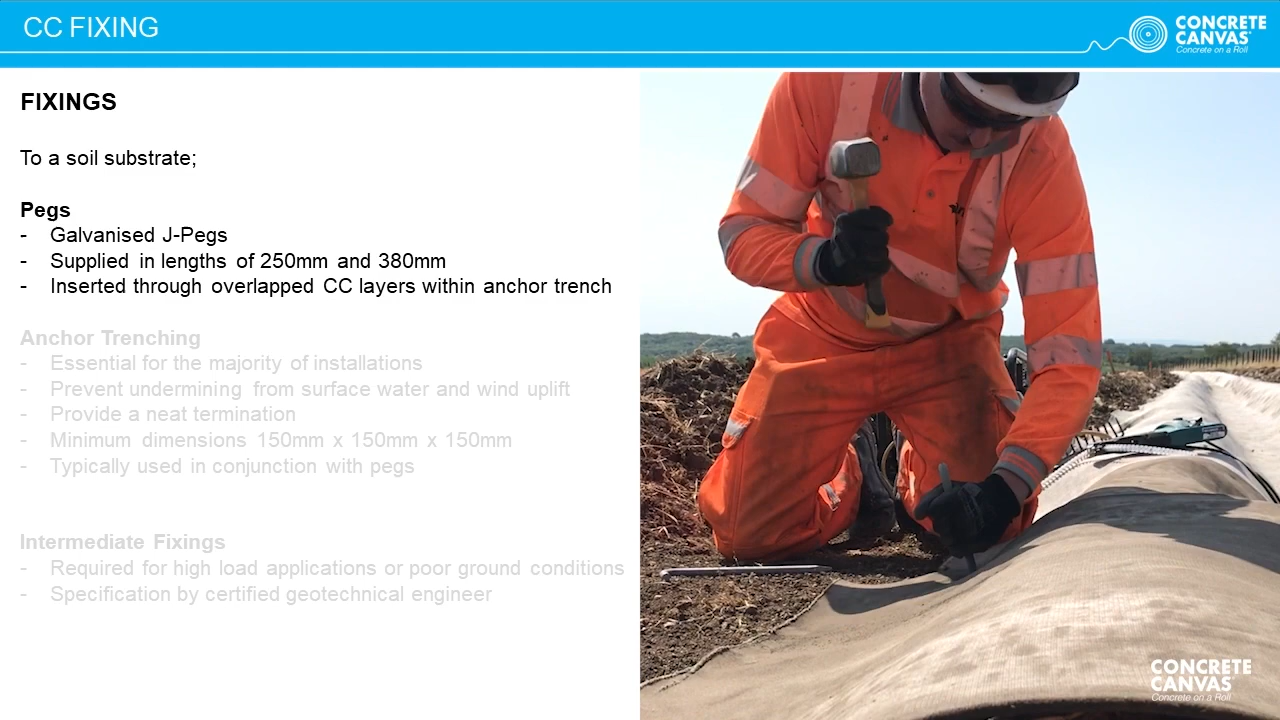 CC FIXING
CONCRETE
CANVAS
Concrete on a Roll
FIXINGS
To a soil substrate;
Pegs
- Galvanised J-Pegs
- Supplied in lengths of 250mm and 380mm
- Inserted through overlapped CC layers within anchor trench
Anchor Trenching
- Essential for the majority of installations
- Prevent undermining from surface water and wind uplift
- Provide a neat termination
- Minimum dimensions 150mm x 150mm x 150mm
- Typically used in conjunction with pegs
Intermediate Fixings
- Required for high load applications or poor ground conditions
- Specification by certified geotechnical engineer
CONCRETE
CANVAS
Concrete on a Roll